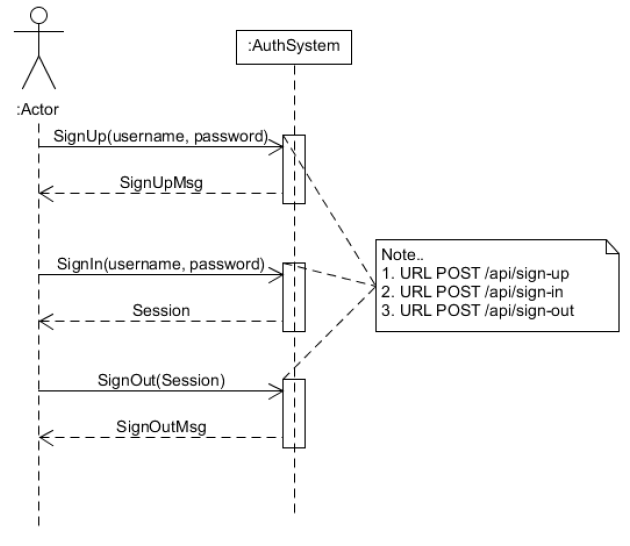 :AuthSystem
:Actor
SignUp(username, password)
SignUpMsg
SignIn(username, password)
Session
SignOut(Session)
SignOutMsg
Note..
1. URL POST /api/sign-up
2. URL POST /api/sign-in
3. URL POST /api/sign-out